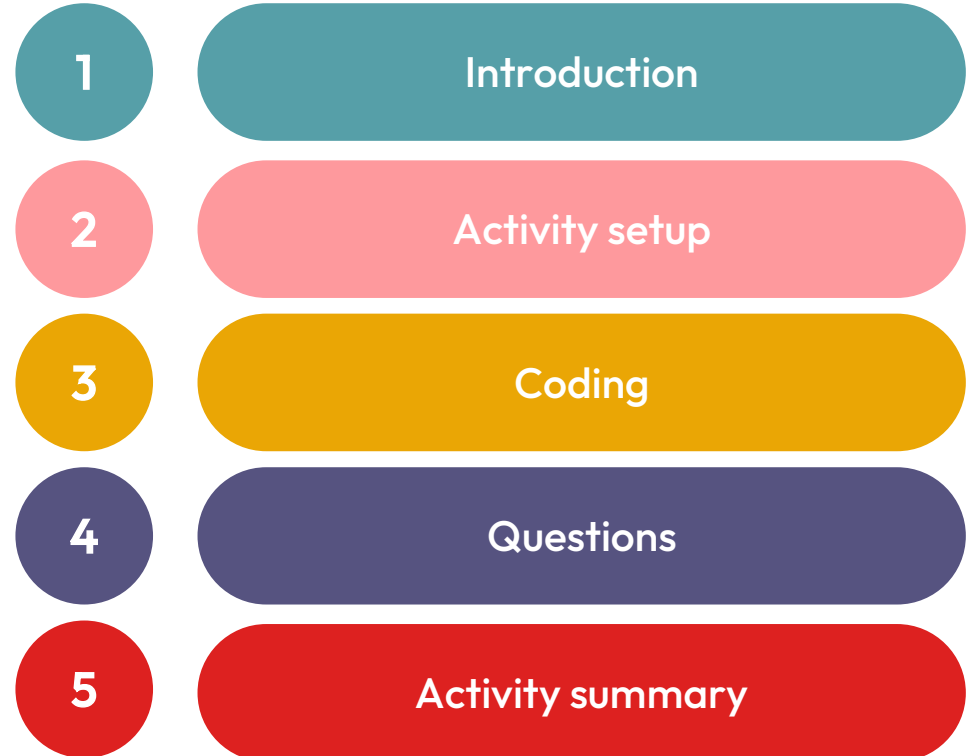 1 Introduction
2 Activity setup
3 Coding
4 Questions
5 Activity summary